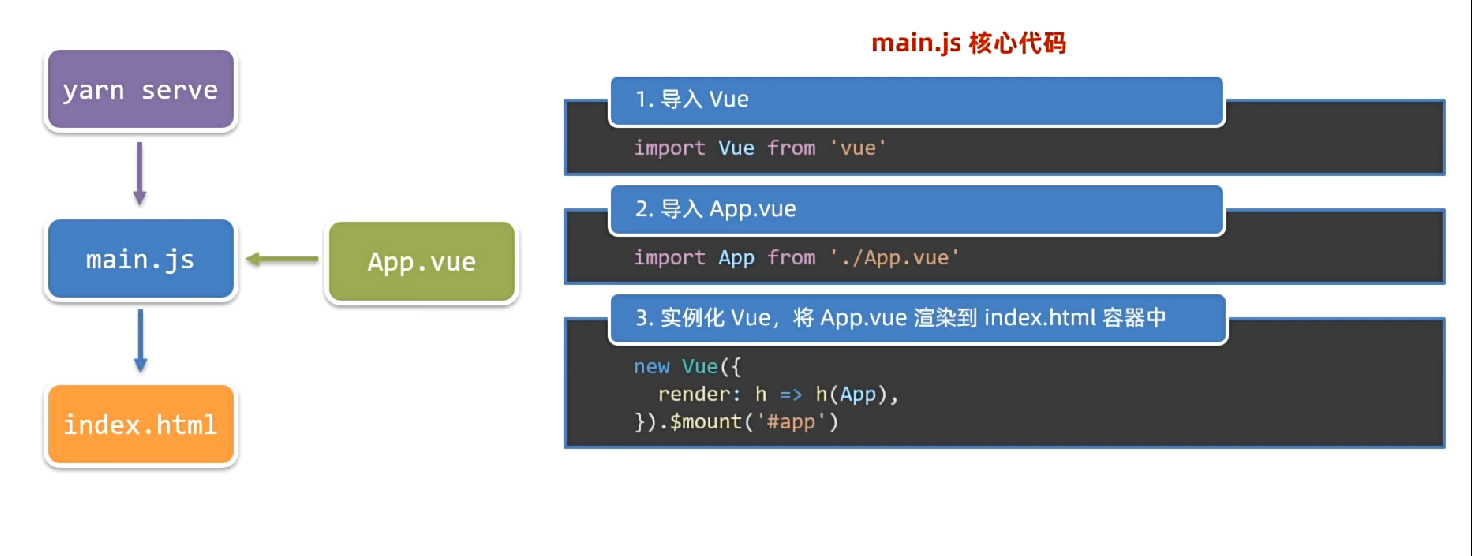 yarn serve
main.js
App.vue
index.html
main.js 核心代码
1. 导入 Vue
import Vue from 'vue'
2. 导入 App.vue
import App from './App.vue'
3. 实例化 Vue，将 App.vue 渲染到 index.html 容器中
new Vue({
  render: h => h(App),
}).$mount('#app')